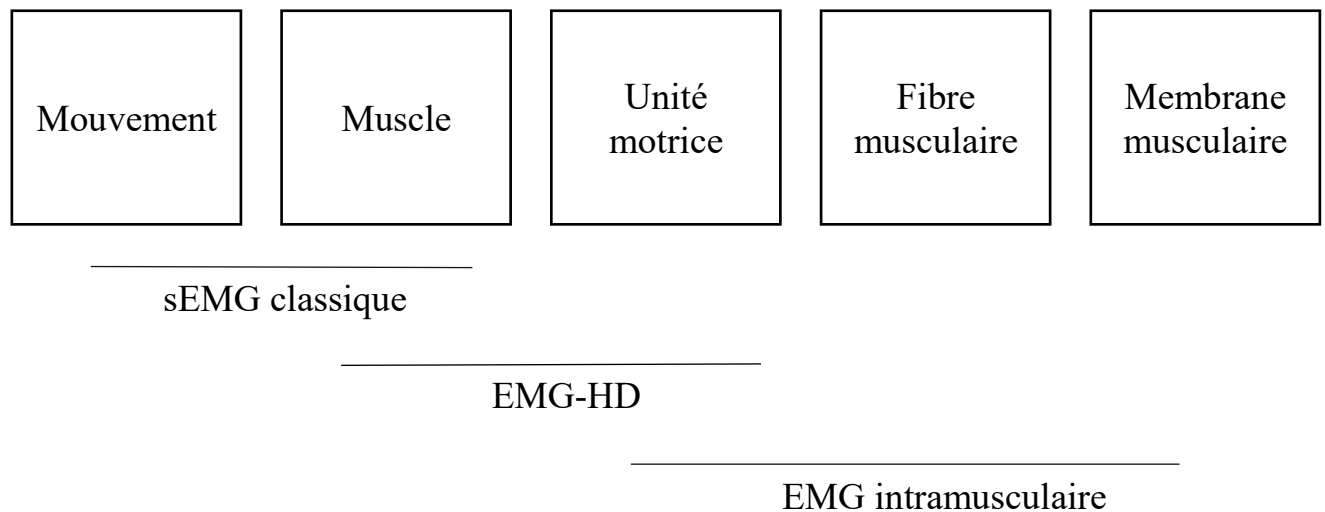 Mouvement
Muscle
Unité
motrice
Fibre
musculaire
Membrane
musculaire
sEMG classique
EMG-HD
EMG intramusculaire